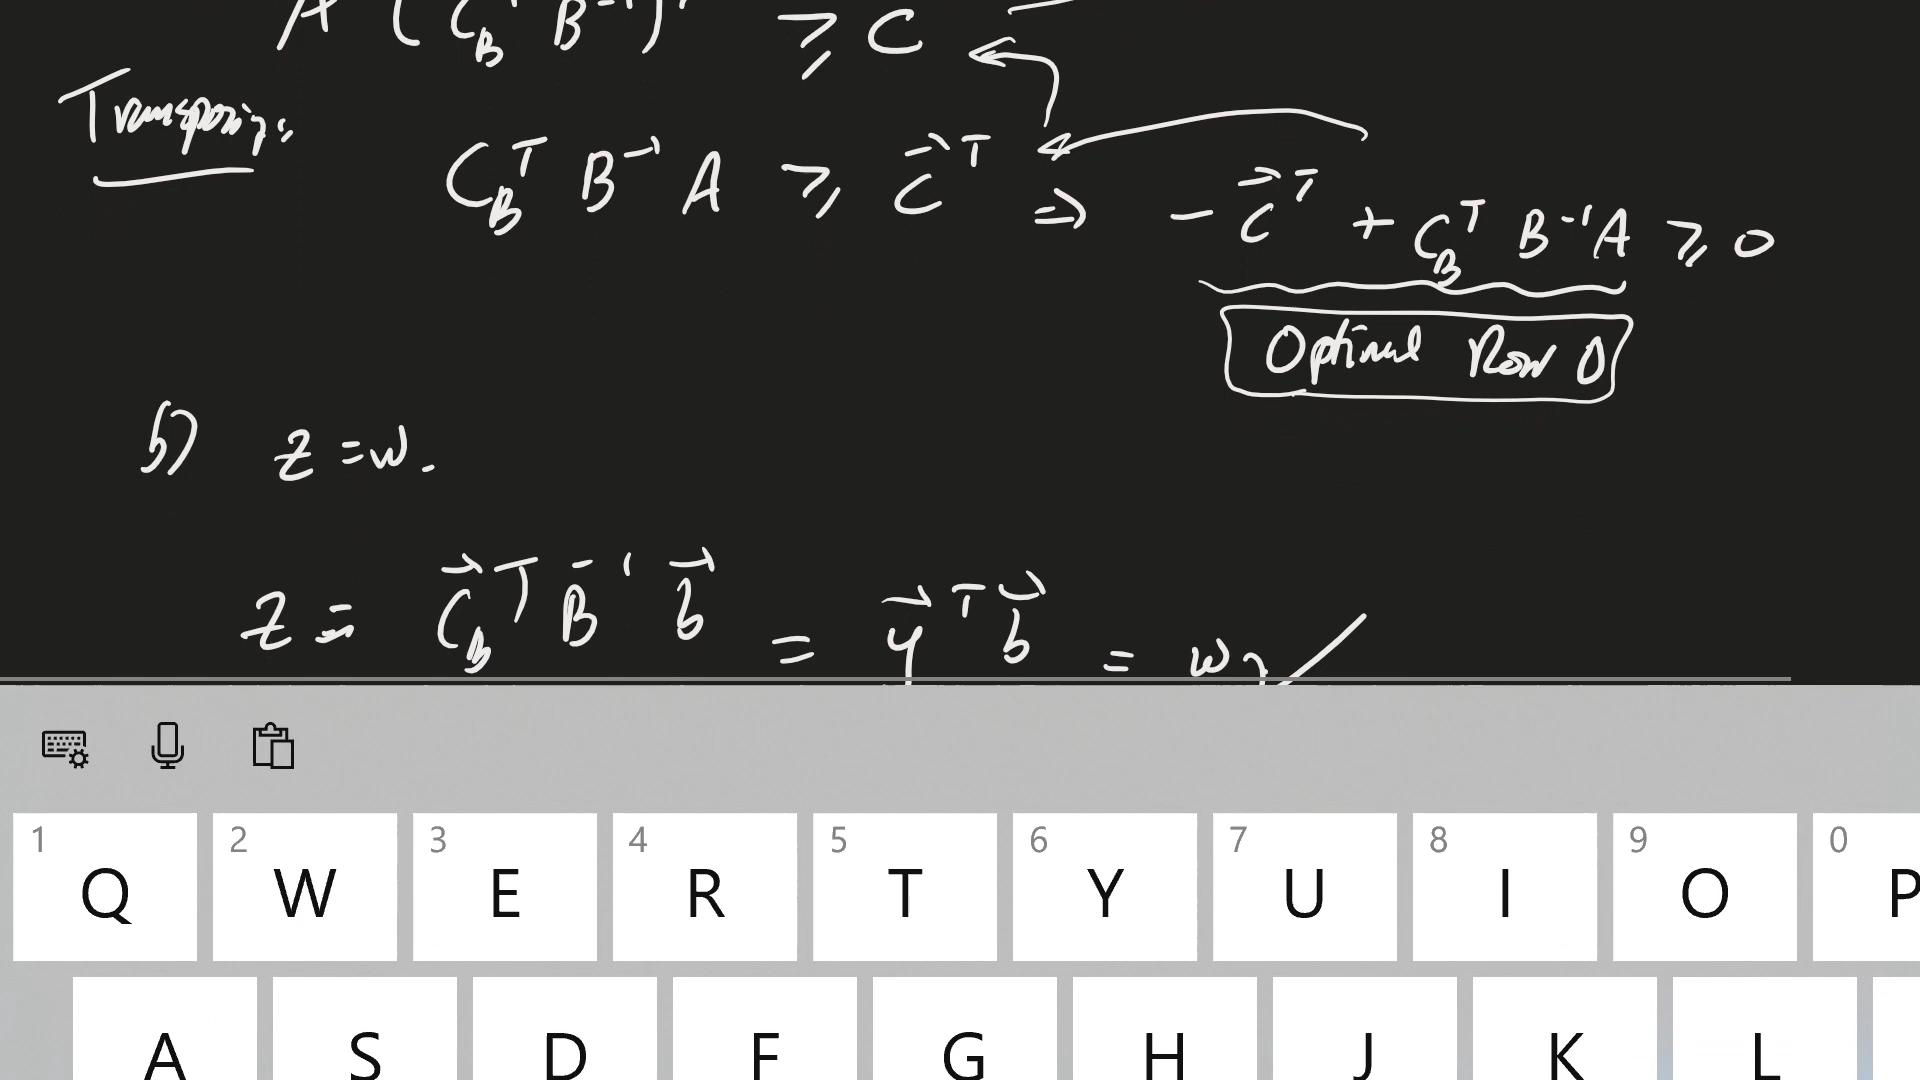 A (C_B^T B^-1)^T ⩾ C
Transposing:
C_B^T B^-1 A ⩾ c⃗^T ⇒ - c⃗^T + C_B^T B^-1 A ⩾ 0
Optimal Row 0
b) z = w.
z = c⃗_B^T B^-1 b⃗ = y⃗^T b⃗ = w
1 2 3 4 5 6 7 8 9 0
Q W E R T Y U I O P
A S D F G H J K L